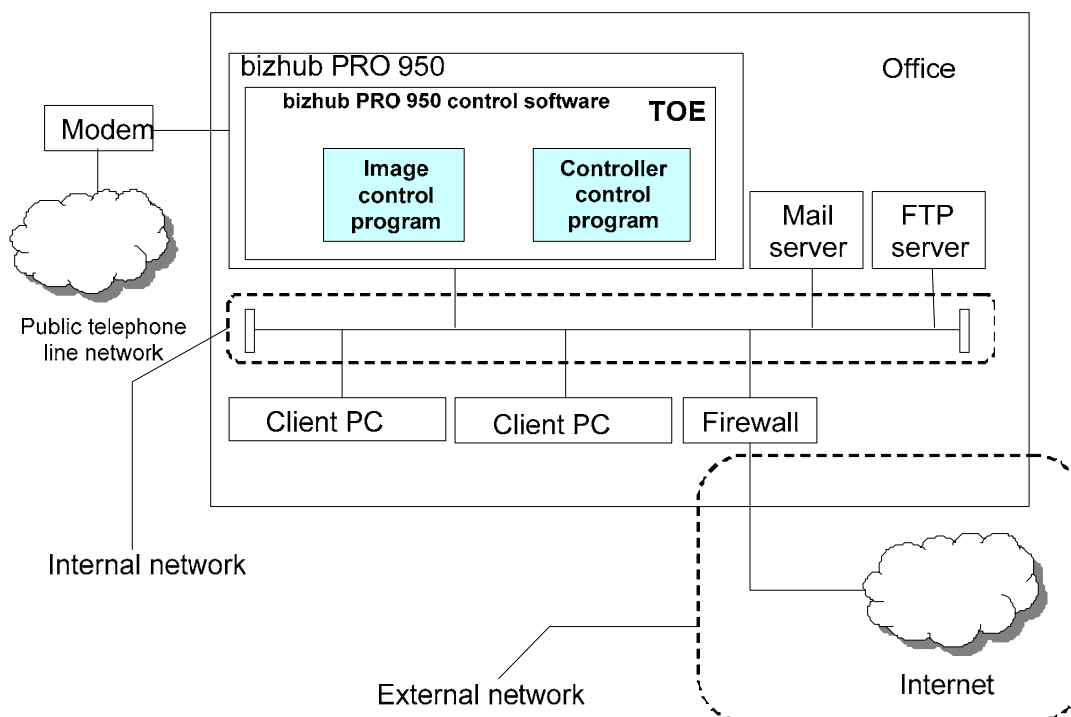 bizhub PRO 950
Office
bizhub PRO 950 control software
TOE
Modem
Image
control
program
Controller
control
program
Mail
server
FTP
server
Public telephone
line network
Client PC
Client PC
Firewall
Internal network
External network
Internet